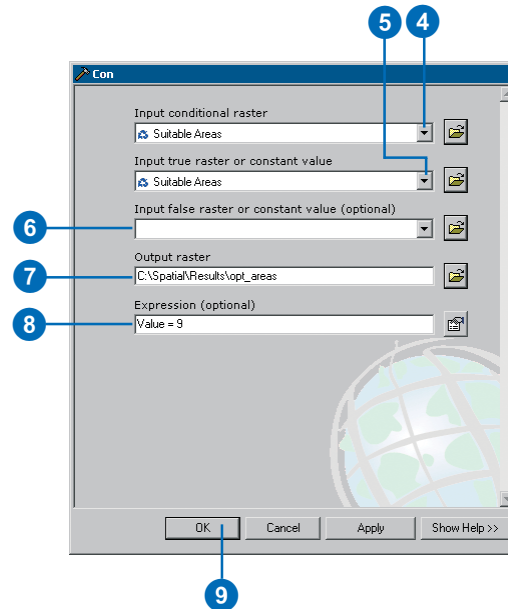 5 4
Con
Input conditional raster
Suitable Areas
Input true raster or constant value
Suitable Areas
Input false raster or constant value (optional)
6
Output raster
7 C:\Spatial\Results\opt_areas
Expression (optional)
8 Value = 9
OK Cancel Apply Show Help >>
9